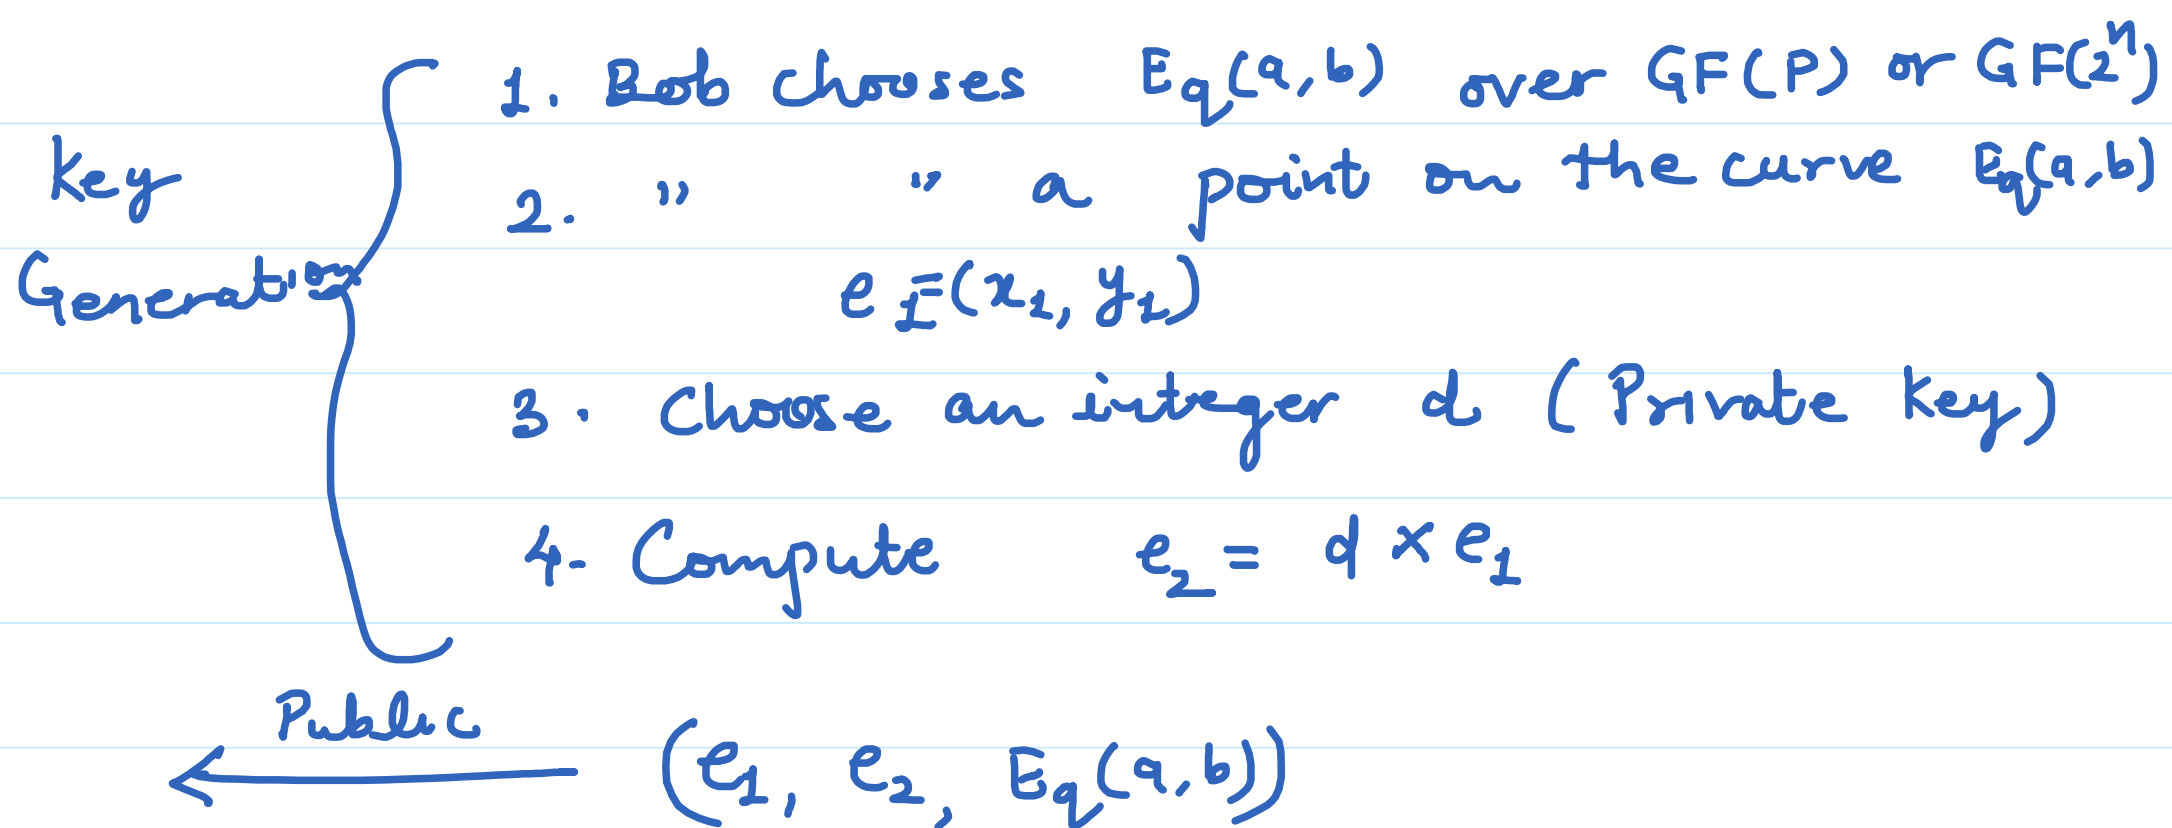 1. Bob chooses Eq(a,b) over GF(P) or GF(2^n)
Key
2. " " a point on the curve Eq(a,b)
Generation
e₁=(x₁, y₁)
3. Choose an integer d (Private key)
4. Compute e₂ = d × e₁
Public
(e₁, e₂, Eq(a,b))